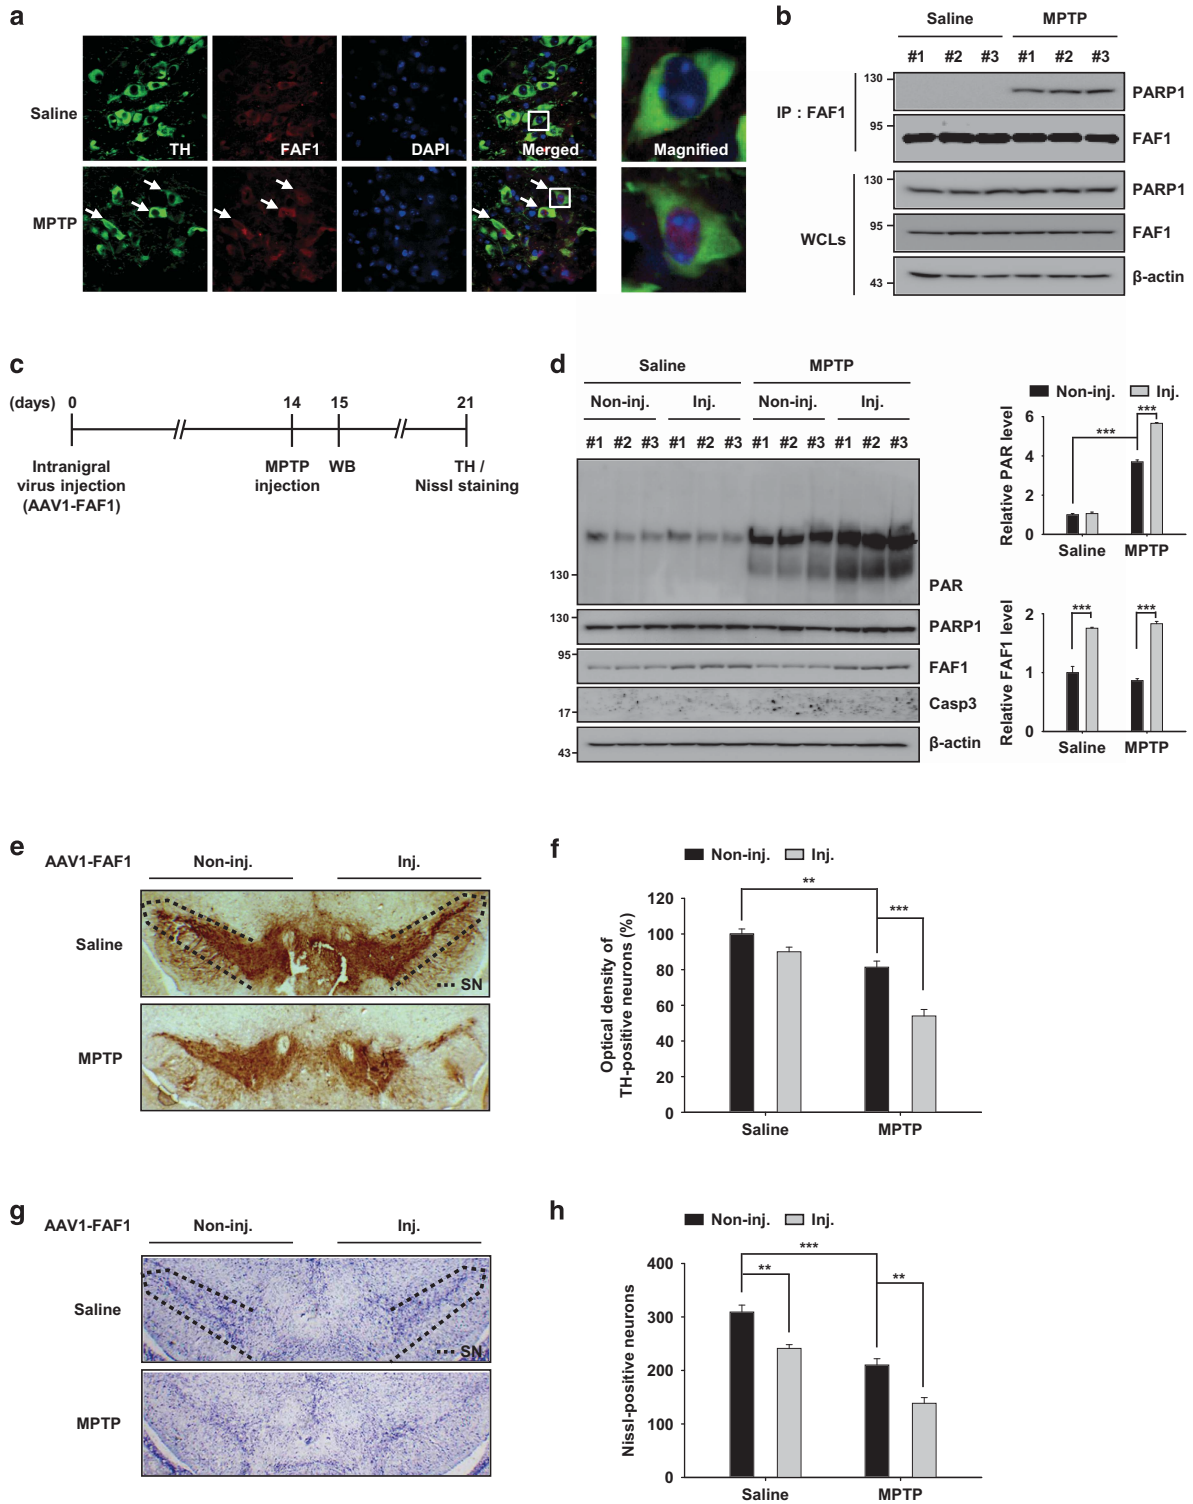 a
Saline
TH
FAF1
DAPI
Merged
Magnified
MPTP
b
Saline
MPTP
#1 #2 #3 #1 #2 #3
IP : FAF1
130
PARP1
95
FAF1
WCLs
130
PARP1
95
FAF1
43
β-actin
c
(days) 0 14 15 21
Intranigral
virus injection
(AAV1-FAF1)
MPTP
injection
WB
TH /
Nissl staining
d
Saline
MPTP
Non-inj. Inj. Non-inj. Inj.
#1 #2 #3 #1 #2 #3 #1 #2 #3 #1 #2 #3
130
PAR
130
PARP1
95
FAF1
17
Casp3
43
β-actin
Non-inj. Inj.
Relative PAR level
6
4
2
0
***
***
Saline MPTP
Relative FAF1 level
2
1
0
***
***
Saline MPTP
e
AAV1-FAF1 Non-inj. Inj.
Saline
SN
MPTP
f
Non-inj. Inj.
Optical density of
TH-positive neurons (%)
120
100
80
60
40
20
0
**
***
Saline MPTP
g
AAV1-FAF1 Non-inj. Inj.
Saline
SN
MPTP
h
Non-inj. Inj.
Nissl-positive neurons
400
300
200
100
0
***
**
**
Saline MPTP